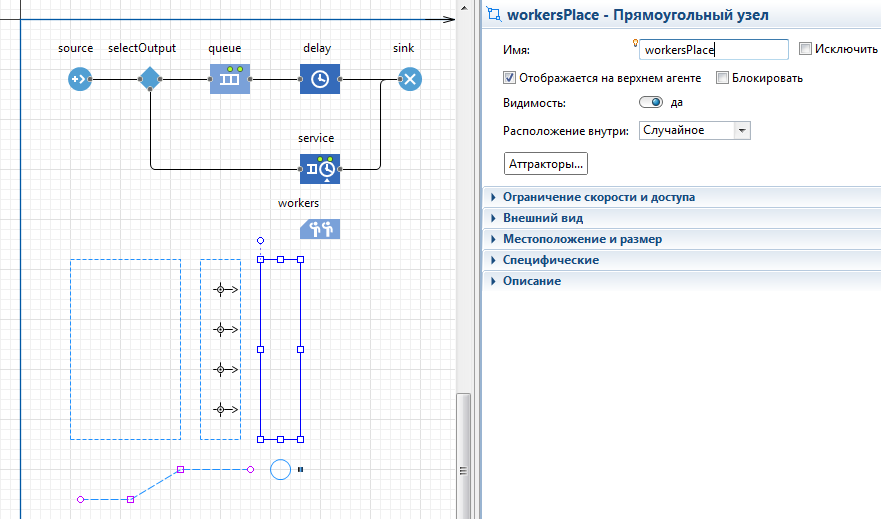 source
selectOutput
queue
delay
sink
service
workers
workersPlace - Прямоугольный узел
Имя:
workersPlace
Исключить
Отображается на верхнем агенте
Блокировать
Видимость:
да
Расположение внутри:
Случайное
Аттракторы...
Ограничение скорости и доступа
Внешний вид
Местоположение и размер
Специфические
Описание